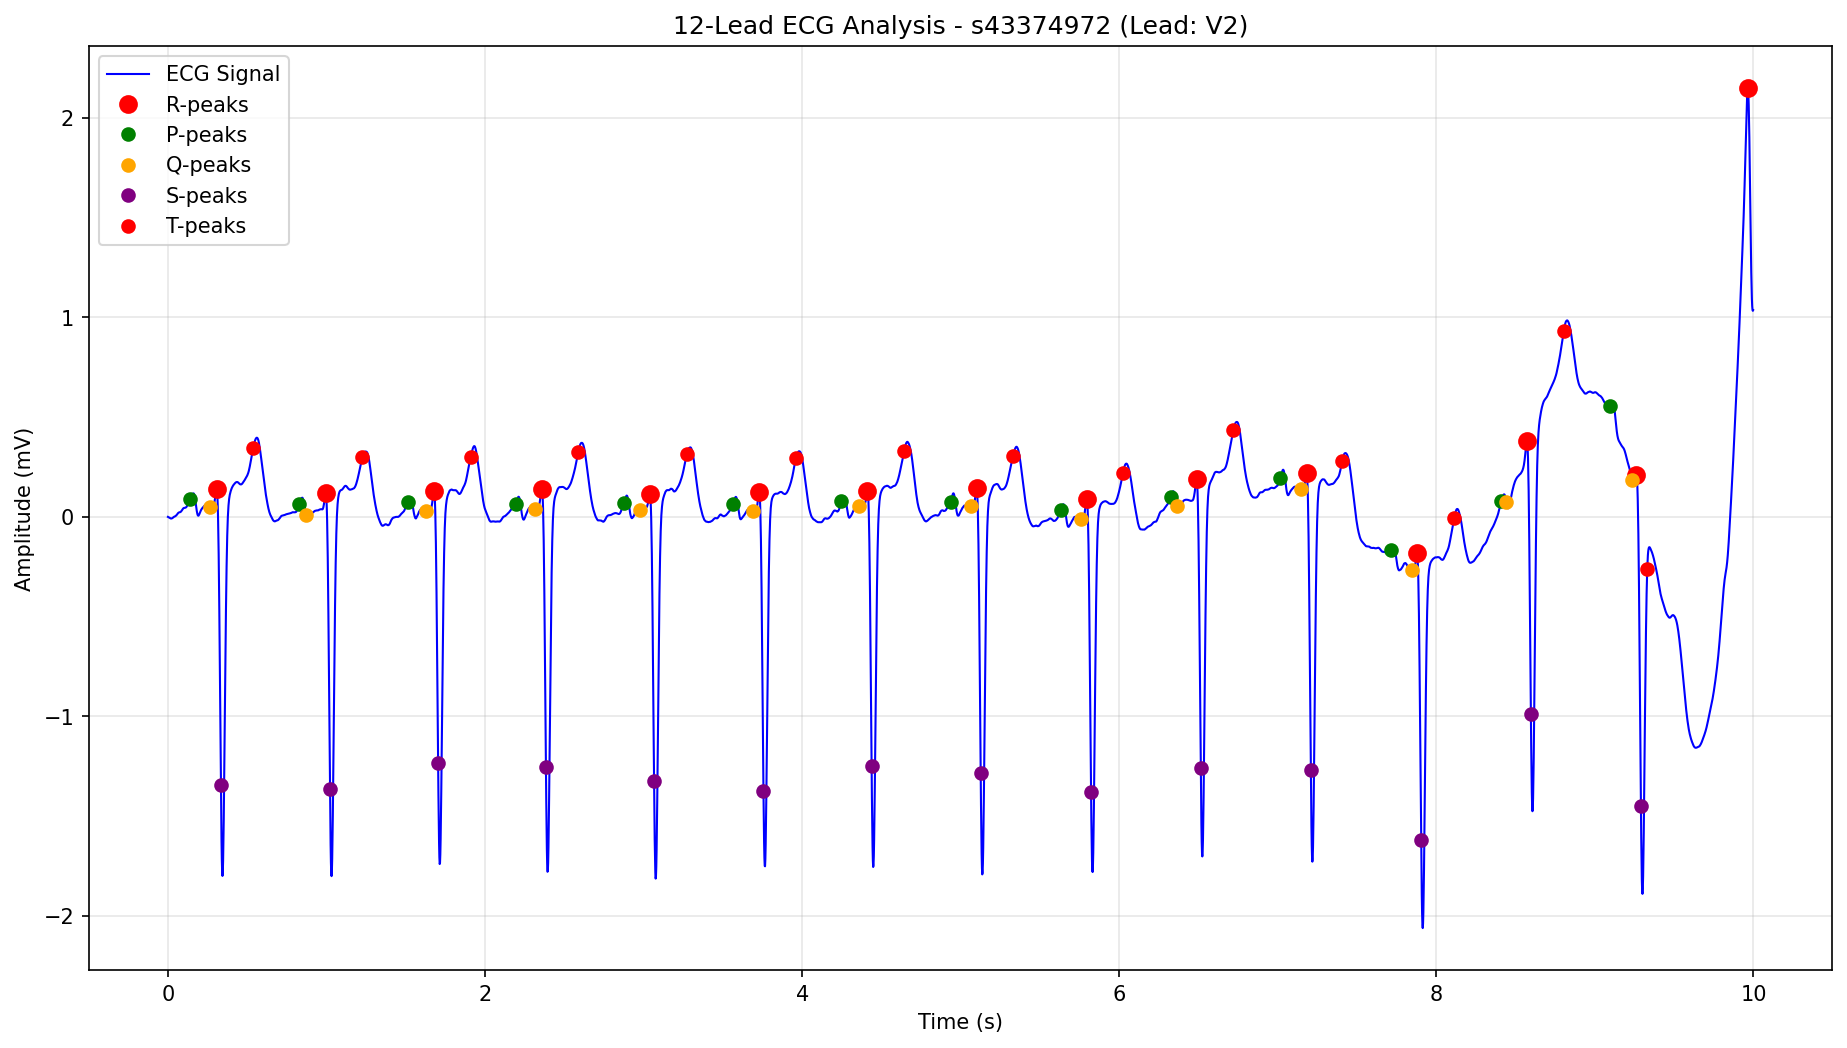 12-Lead ECG Analysis - s43374972 (Lead: V2)
ECG Signal
R-peaks
P-peaks
Q-peaks
S-peaks
T-peaks
Amplitude (mV)
2
1
0
−1
−2
0 2 4 6 8 10
Time (s)